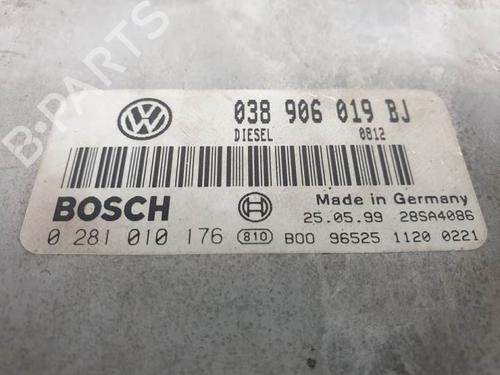 038 906 019 BJ
DIESEL 0812
BOSCH
Made in Germany
25.05.99 28SA4086
0 281 010 176 810 B00 96525 1120 0221
B-PARTS